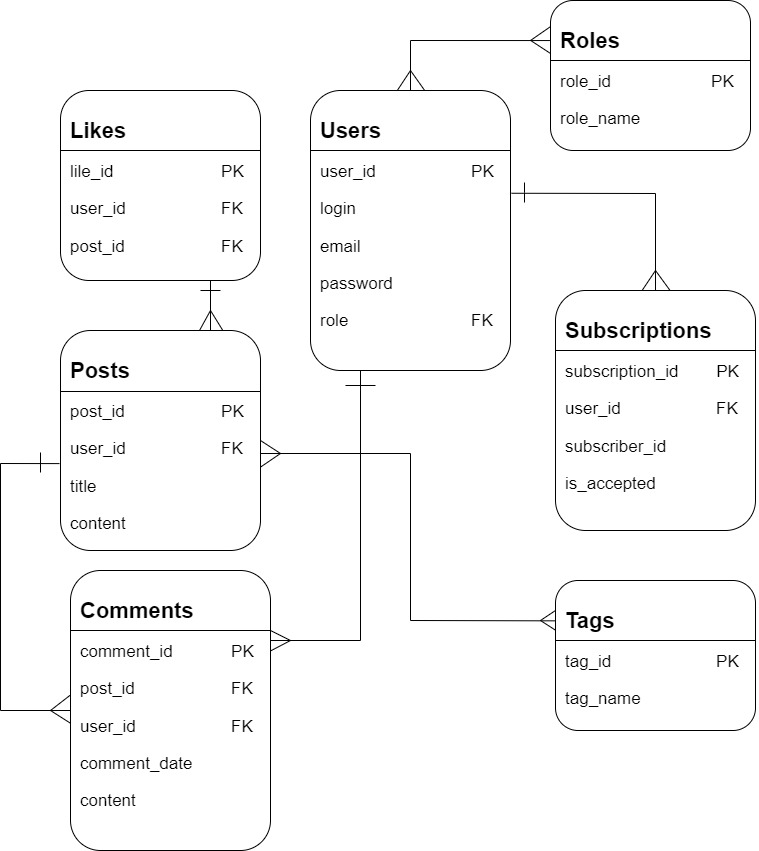 Roles
role_id PK
role_name
Likes
lile_id PK
user_id FK
post_id FK
Users
user_id PK
login
email
password
role FK
Subscriptions
subscription_id PK
user_id FK
subscriber_id
is_accepted
Posts
post_id PK
user_id FK
title
content
Comments
comment_id PK
post_id FK
user_id FK
comment_date
content
Tags
tag_id PK
tag_name